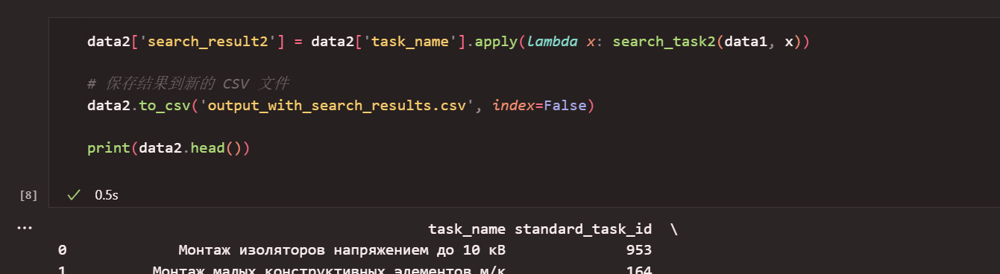 data2['search_result2'] = data2['task_name'].apply(lambda x: search_task2(data1, x))
# 保存结果到新的 CSV 文件
data2.to_csv('output_with_search_results.csv', index=False)
print(data2.head())
[8] ✓ 0.5s
... task_name standard_task_id \
0 Монтаж изоляторов напряжением до 10 кВ 953
1 Монтаж малых конструктивных элементов м/к 164